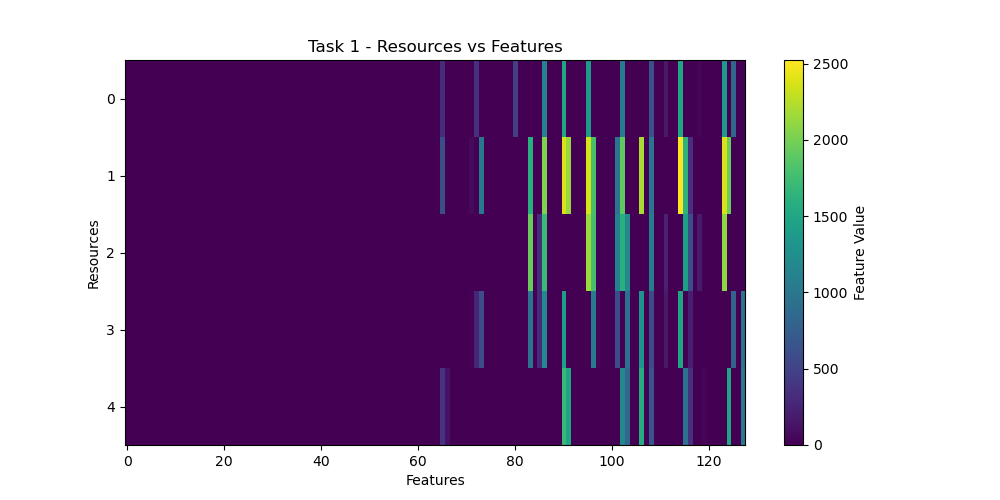 Task 1 - Resources vs Features
Resources
0
1
2
3
4
0 20 40 60 80 100 120
Features
2500
2000
1500
1000
500
0
Feature Value